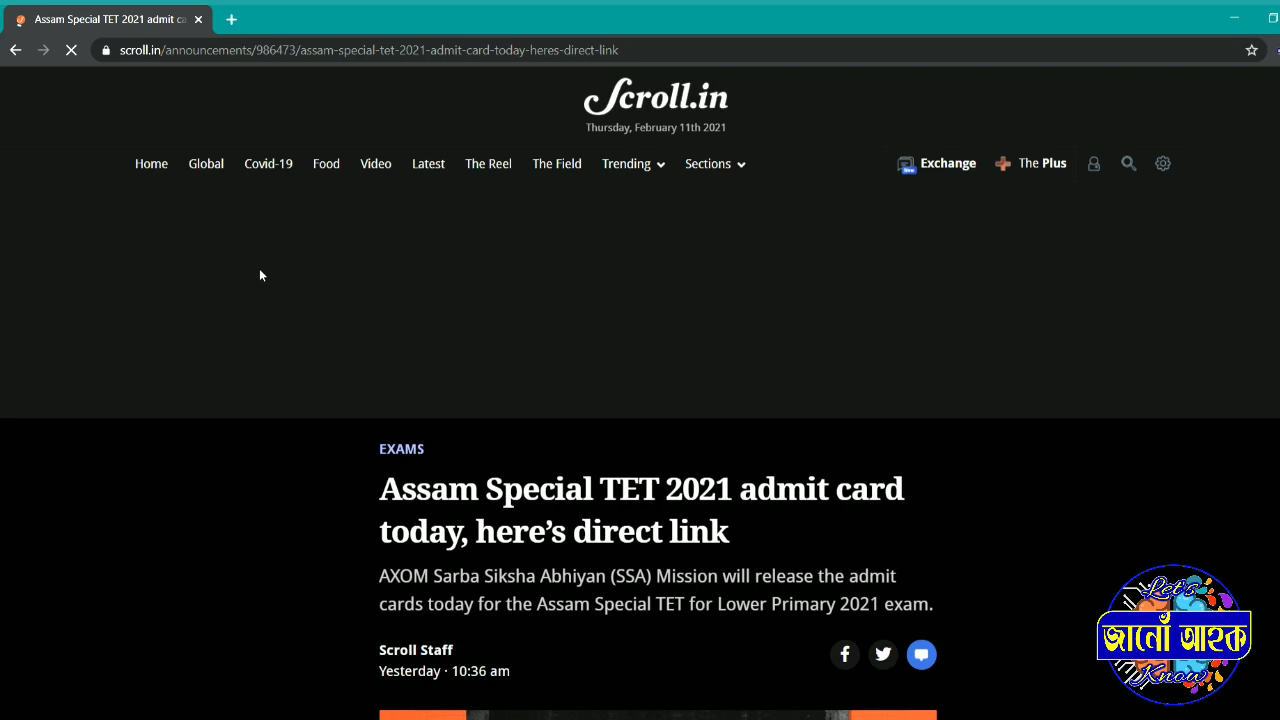 Assam Special TET 2021 admit ca
scroll.in/announcements/986473/assam-special-tet-2021-admit-card-today-heres-direct-link
Scroll.in
Thursday, February 11th 2021
Home Global Covid-19 Food Video Latest The Reel The Field Trending Sections Exchange The Plus
New
EXAMS
Assam Special TET 2021 admit card
today, here’s direct link
AXOM Sarba Siksha Abhiyan (SSA) Mission will release the admit
cards today for the Assam Special TET for Lower Primary 2021 exam.
Scroll Staff
Yesterday · 10:36 am
Let's
জানোঁ আহক
Know